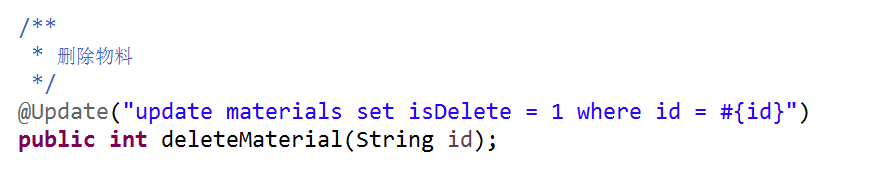 /**
 * 删除物料
 */
@Update("update materials set isDelete = 1 where id = #{id}")
public int deleteMaterial(String id);